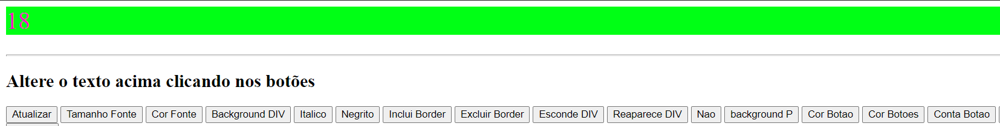 18
Altere o texto acima clicando nos botões
Atualizar Tamanho Fonte Cor Fonte Background DIV Italico Negrito Inclui Border Excluir Border Esconde DIV Reaparece DIV Nao background P Cor Botao Cor Botoes Conta Botao